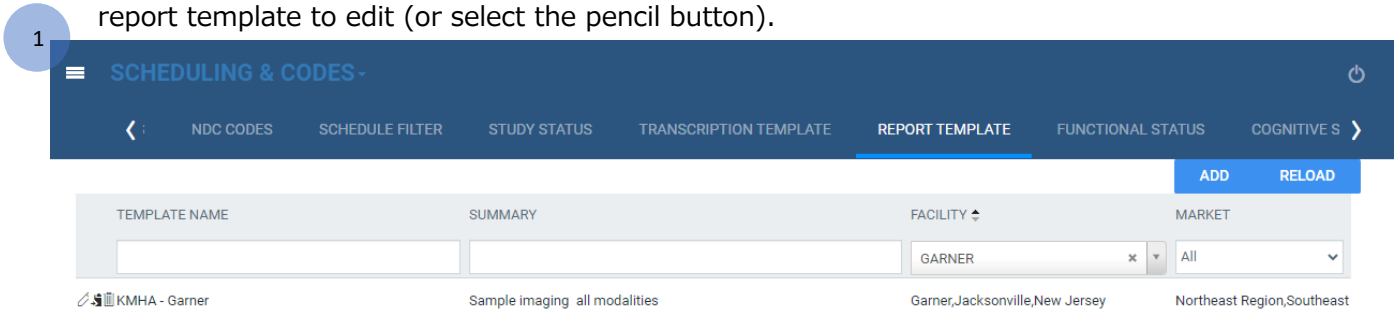 report template to edit (or select the pencil button).
1
SCHEDULING & CODES
NDC CODES SCHEDULE FILTER STUDY STATUS TRANSCRIPTION TEMPLATE REPORT TEMPLATE FUNCTIONAL STATUS COGNITIVE S
ADD RELOAD
TEMPLATE NAME SUMMARY FACILITY MARKET
GARNER All
KMHA - Garner Sample imaging all modalities Garner,Jacksonville,New Jersey Northeast Region,Southeast